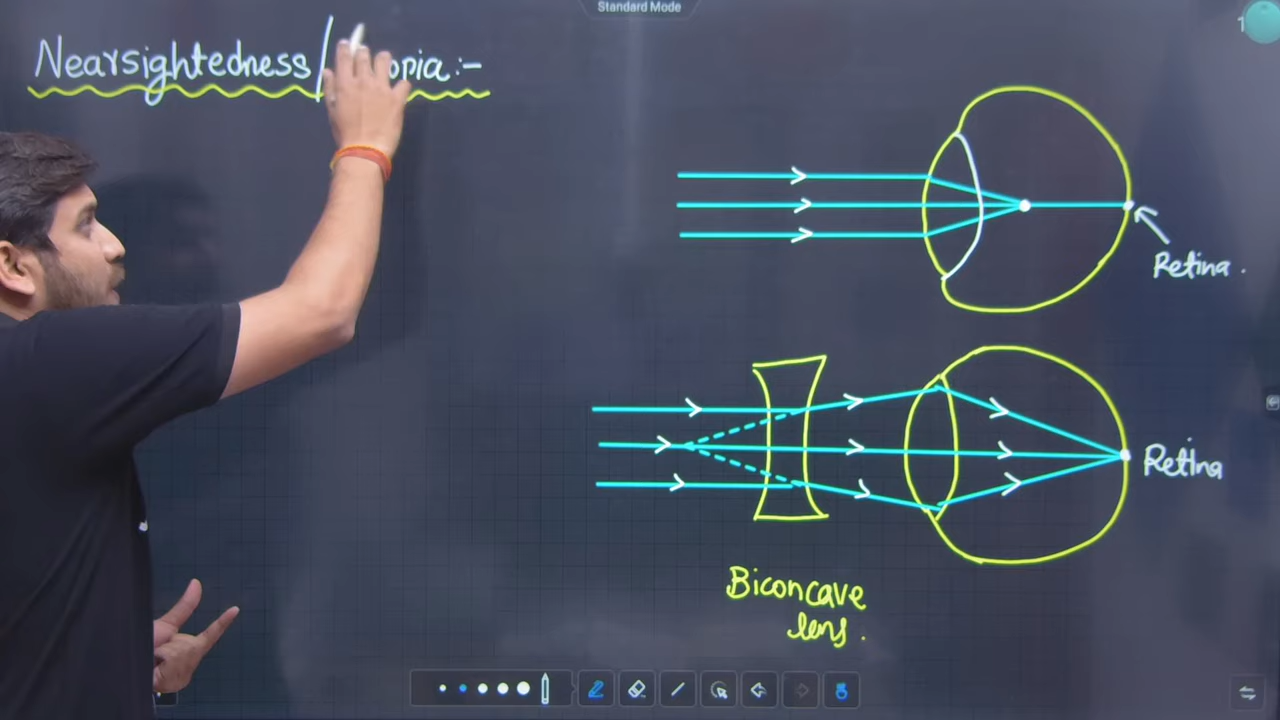 Standard Mode
Nearsightedness/ opia:-
Retina.
Retina
Biconcave
lens.